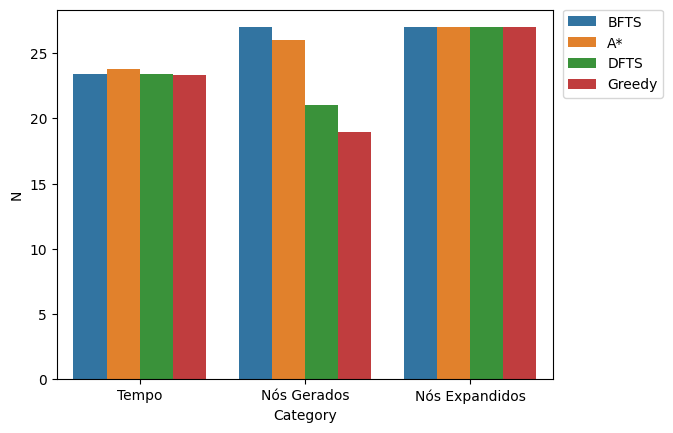 BFTS
A*
DFTS
Greedy
N
25
20
15
10
5
0
Tempo
Nós Gerados
Nós Expandidos
Category